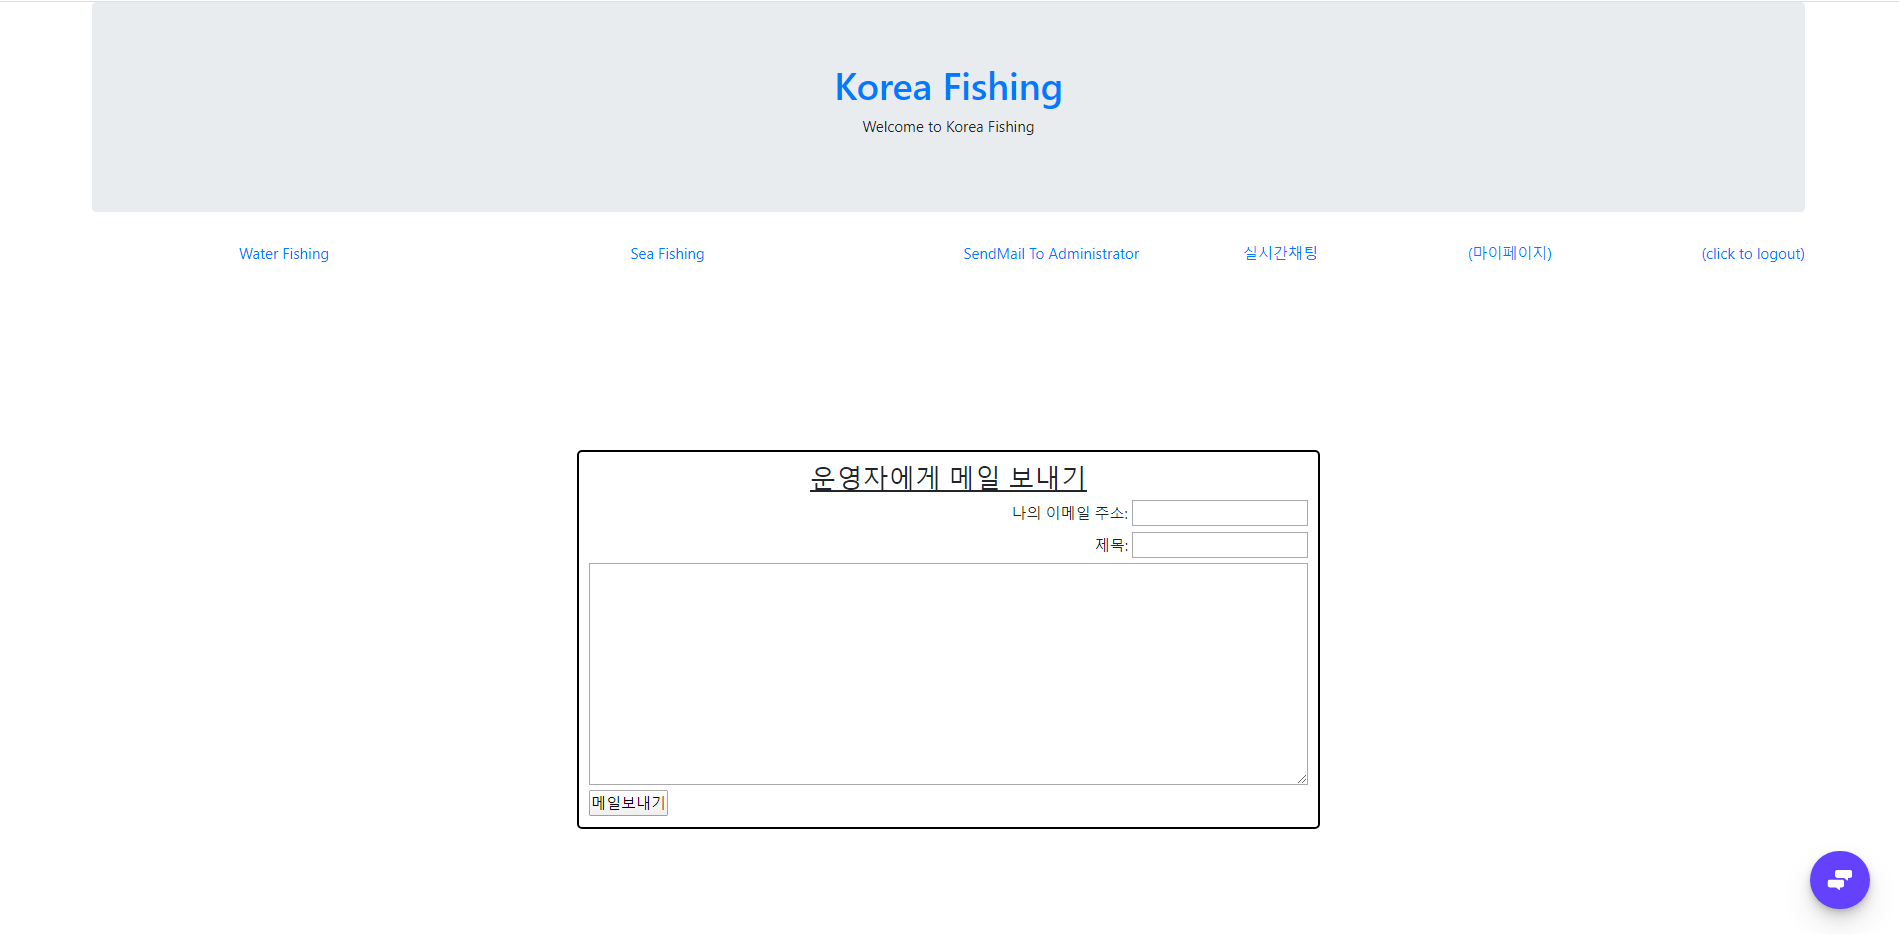 Korea Fishing
Welcome to Korea Fishing
Water Fishing Sea Fishing SendMail To Administrator 실시간채팅 (마이페이지) (click to logout)
운영자에게 메일 보내기
나의 이메일 주소:
제목:
메일보내기